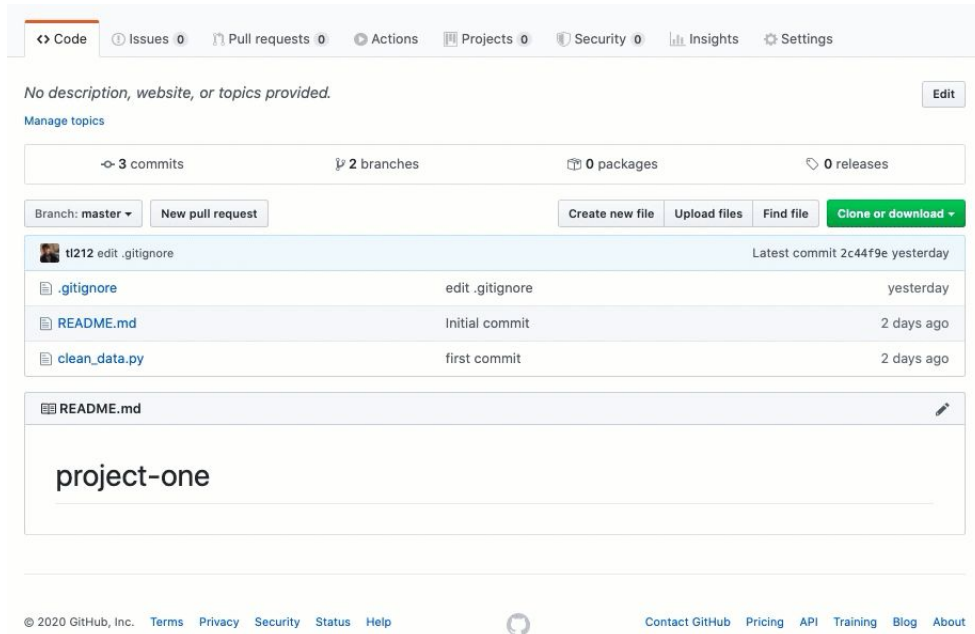 Code Issues 0 Pull requests 0 Actions Projects 0 Security 0 Insights Settings
No description, website, or topics provided. Edit
Manage topics
3 commits 2 branches 0 packages 0 releases
Branch: master New pull request Create new file Upload files Find file Clone or download
tl212 edit .gitignore Latest commit 2c44f9e yesterday
.gitignore edit .gitignore yesterday
README.md Initial commit 2 days ago
clean_data.py first commit 2 days ago
README.md
project-one
© 2020 GitHub, Inc. Terms Privacy Security Status Help Contact GitHub Pricing API Training Blog About